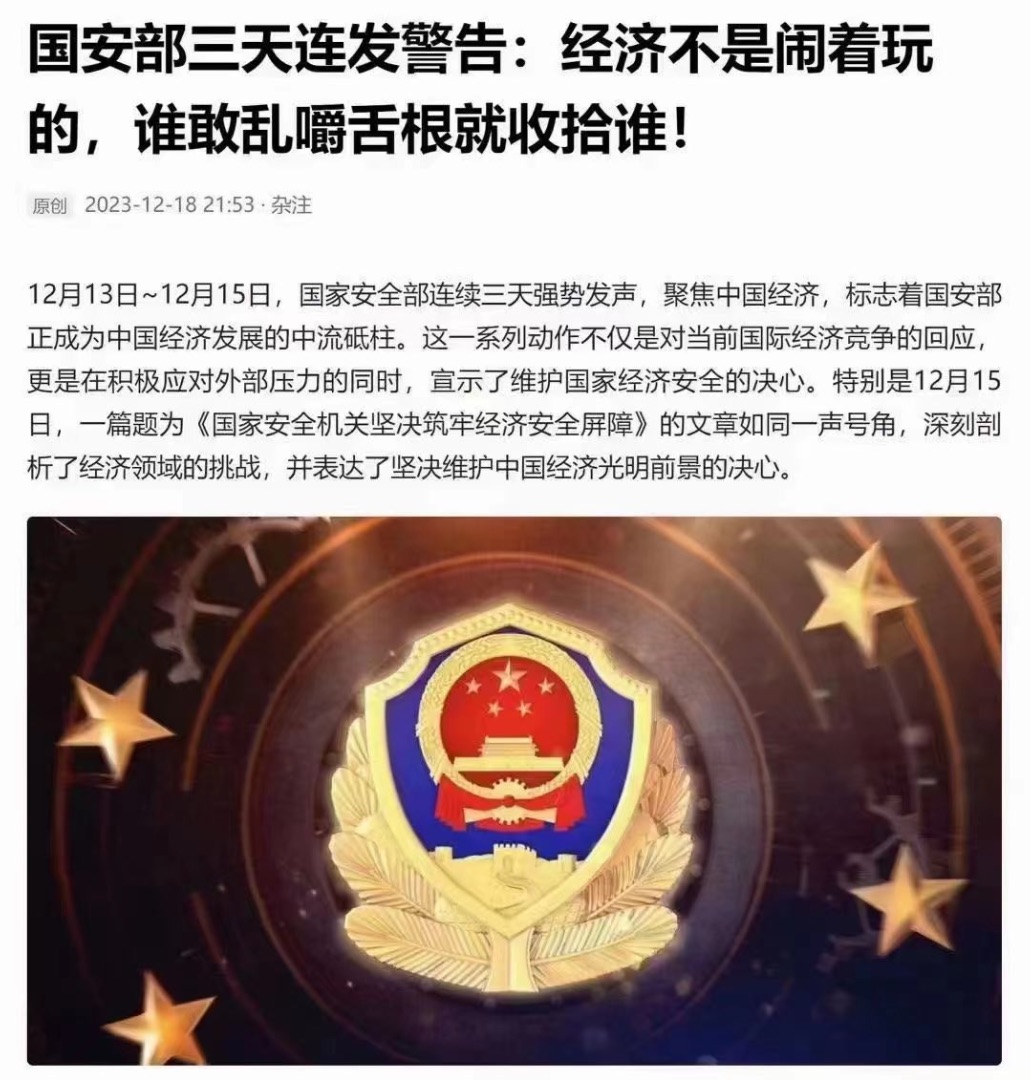 国安部三天连发警告：经济不是闹着玩
的，谁敢乱嚼舌根就收拾谁！
原创 2023-12-18 21:53 · 杂注
12月13日~12月15日，国家安全部连续三天强势发声，聚焦中国经济，标志着国安部
正成为中国经济发展的中流砥柱。这一系列动作不仅是对当前国际经济竞争的回应，
更是在积极应对外部压力的同时，宣示了维护国家经济安全的决心。特别是12月15
日，一篇题为《国家安全机关坚决筑牢经济安全屏障》的文章如同一声号角，深刻剖
析了经济领域的挑战，并表达了坚决维护中国经济光明前景的决心。